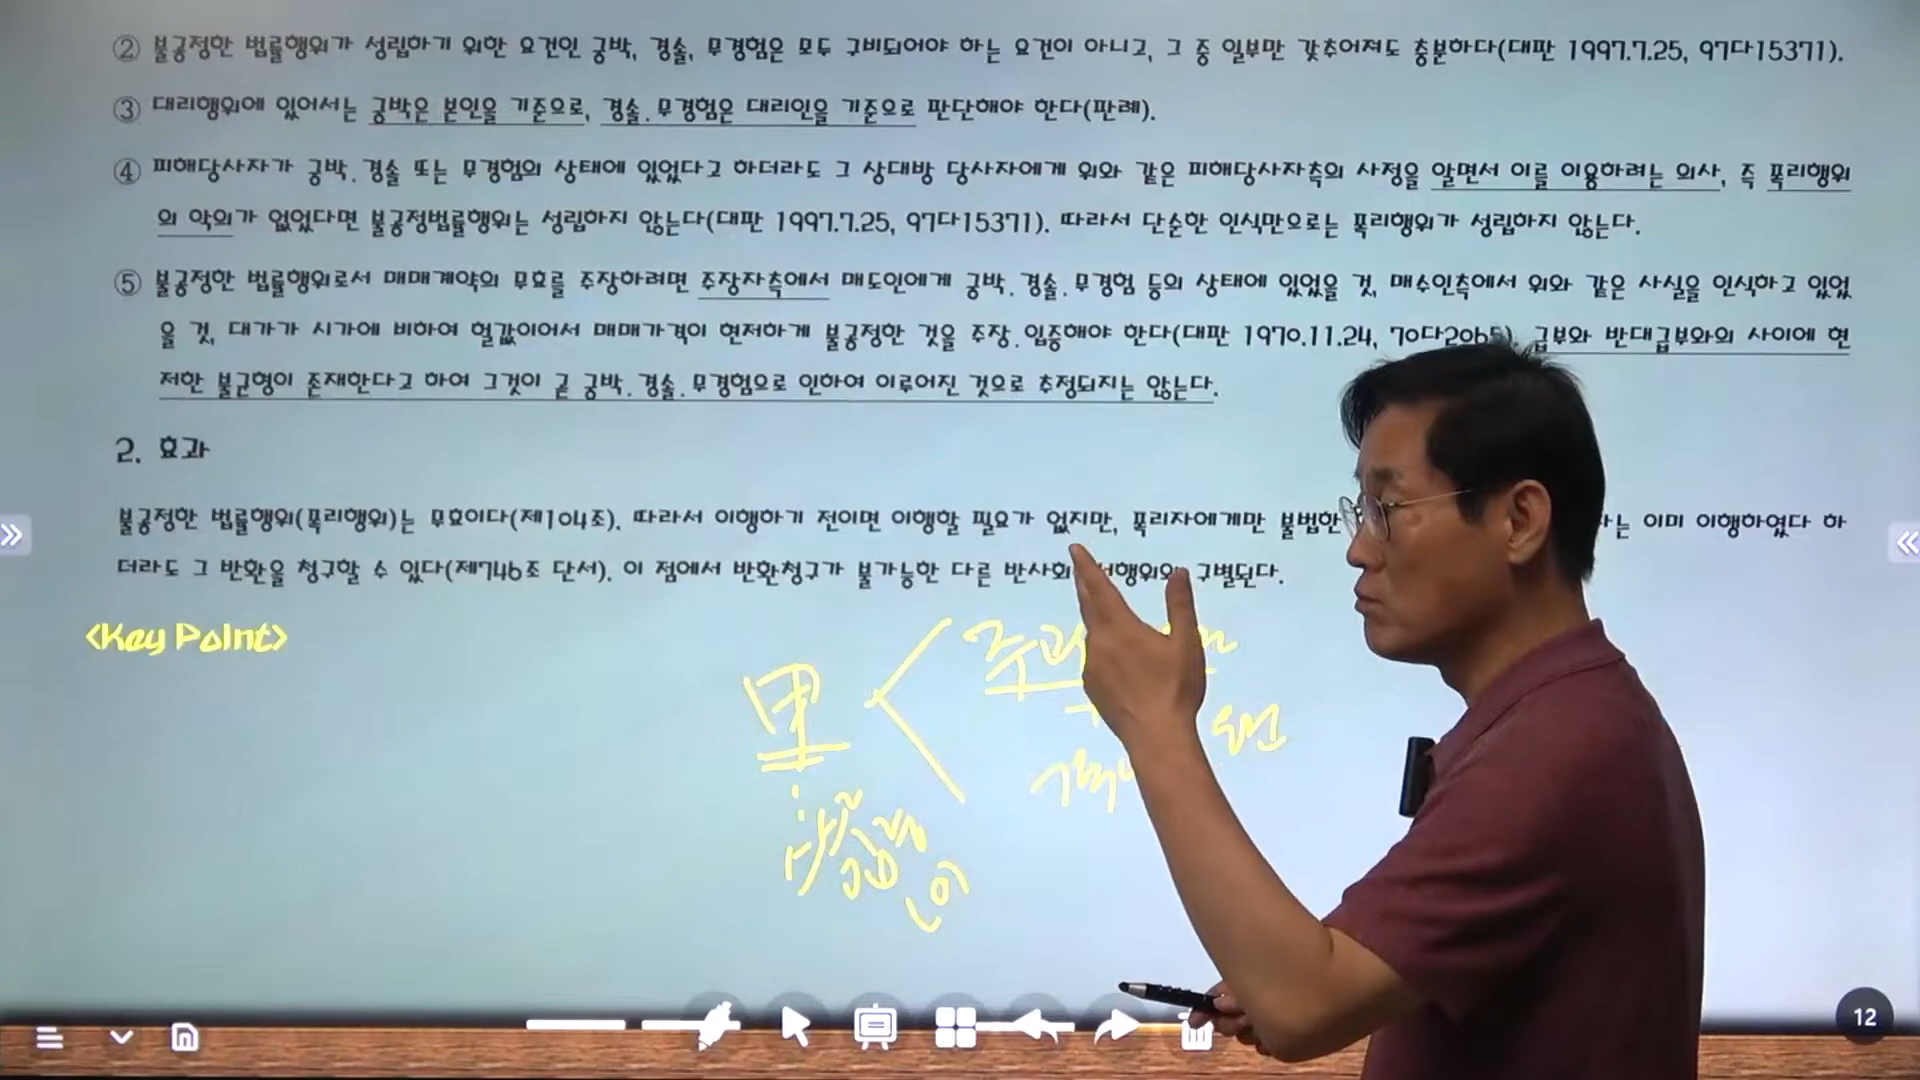 ② 불공정한 법률행위가 성립하기 위한 요건인 궁박, 경솔, 무경험은 모두 구비되어야 하는 요건이 아니고, 그 중 일부만 갖추어져도 충분하다(대판 1997.7.25, 97다15371).
③ 대리행위에 있어서는 궁박은 본인을 기준으로, 경솔․무경험은 대리인을 기준으로 판단해야 한다(판례).
④ 피해당사자가 궁박․경솔 또는 무경험의 상태에 있었다고 하더라도 그 상대방 당사자에게 위와 같은 피해당사자측의 사정을 알면서 이를 이용하려는 의사, 즉 폭리행위
의 악의가 없었다면 불공정법률행위는 성립하지 않는다(대판 1997.7.25, 97다15371). 따라서 단순한 인식만으로는 폭리행위가 성립하지 않는다.
⑤ 불공정한 법률행위로서 매매계약의 무효를 주장하려면 주장자측에서 매도인에게 궁박․경솔․무경험 등의 상태에 있었을 것, 매수인측에서 위와 같은 사실을 인식하고 있었
을 것, 대가가 시가에 비하여 헐값이어서 매매가격이 현저하게 불공정한 것을 주장․입증해야 한다(대판 1970.11.24, 70다2065). 급부와 반대급부와의 사이에 현
저한 불균형이 존재한다고 하여 그것이 곧 궁박․경솔․무경험으로 인하여 이루어진 것으로 추정되지는 않는다.
2. 효과
불공정한 법률행위(폭리행위)는 무효이다(제104조). 따라서 이행하기 전이면 이행할 필요가 없지만, 폭리자에게만 불법한 는 이미 이행하였다 하
더라도 그 반환을 청구할 수 있다(제746조 단서). 이 점에서 반환청구가 불가능한 다른 반사회 구별된다.
<Key Point>
12